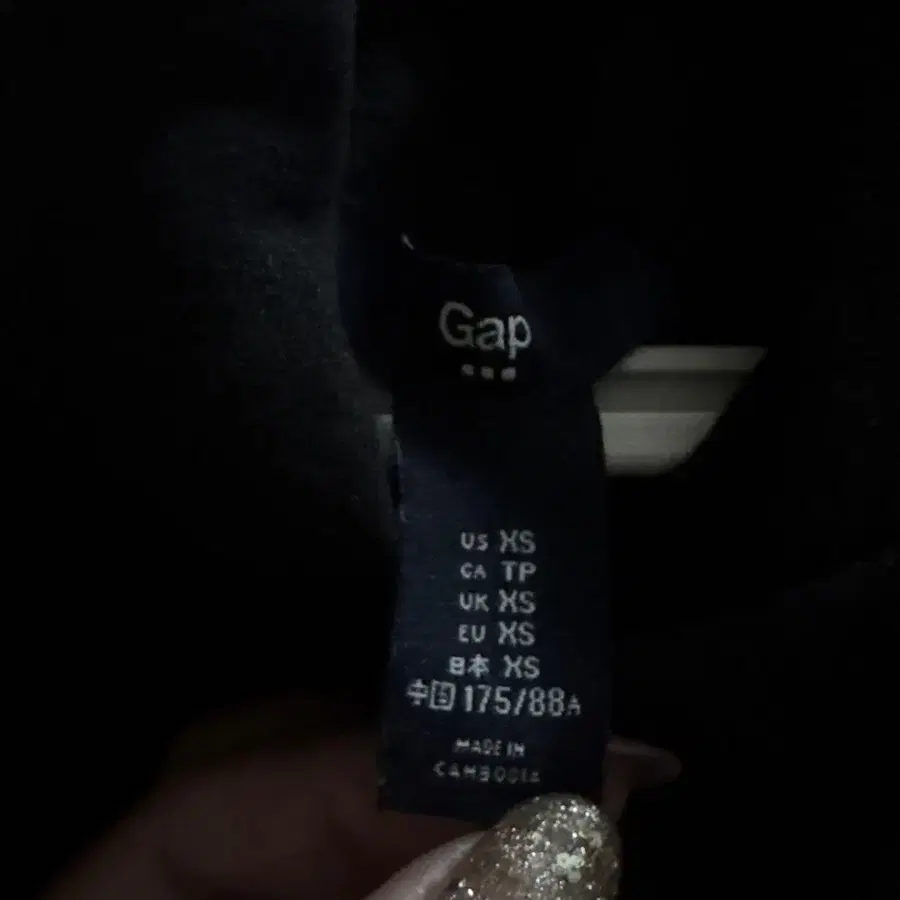 Gap
US XS
CA TP
UK XS
EU XS
日本 XS
中国 175/88A
MADE IN
CAMBODIA